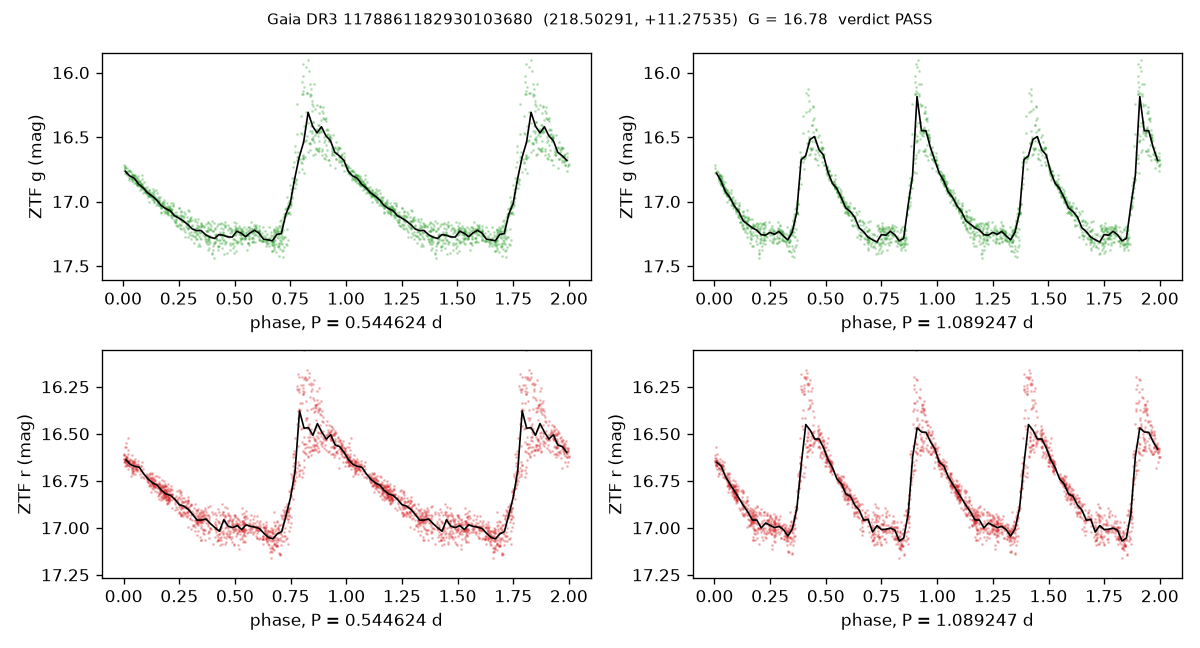 Gaia DR3 1178861182930103680  (218.50291, +11.27535)  G = 16.78  verdict PASS
ZTF g (mag)
16.0
16.5
17.0
17.5
0.00 0.25 0.50 0.75 1.00 1.25 1.50 1.75 2.00
phase, P = 0.544624 d
ZTF g (mag)
16.0
16.5
17.0
17.5
0.00 0.25 0.50 0.75 1.00 1.25 1.50 1.75 2.00
phase, P = 1.089247 d
ZTF r (mag)
16.25
16.50
16.75
17.00
17.25
0.00 0.25 0.50 0.75 1.00 1.25 1.50 1.75 2.00
phase, P = 0.544624 d
ZTF r (mag)
16.25
16.50
16.75
17.00
17.25
0.00 0.25 0.50 0.75 1.00 1.25 1.50 1.75 2.00
phase, P = 1.089247 d